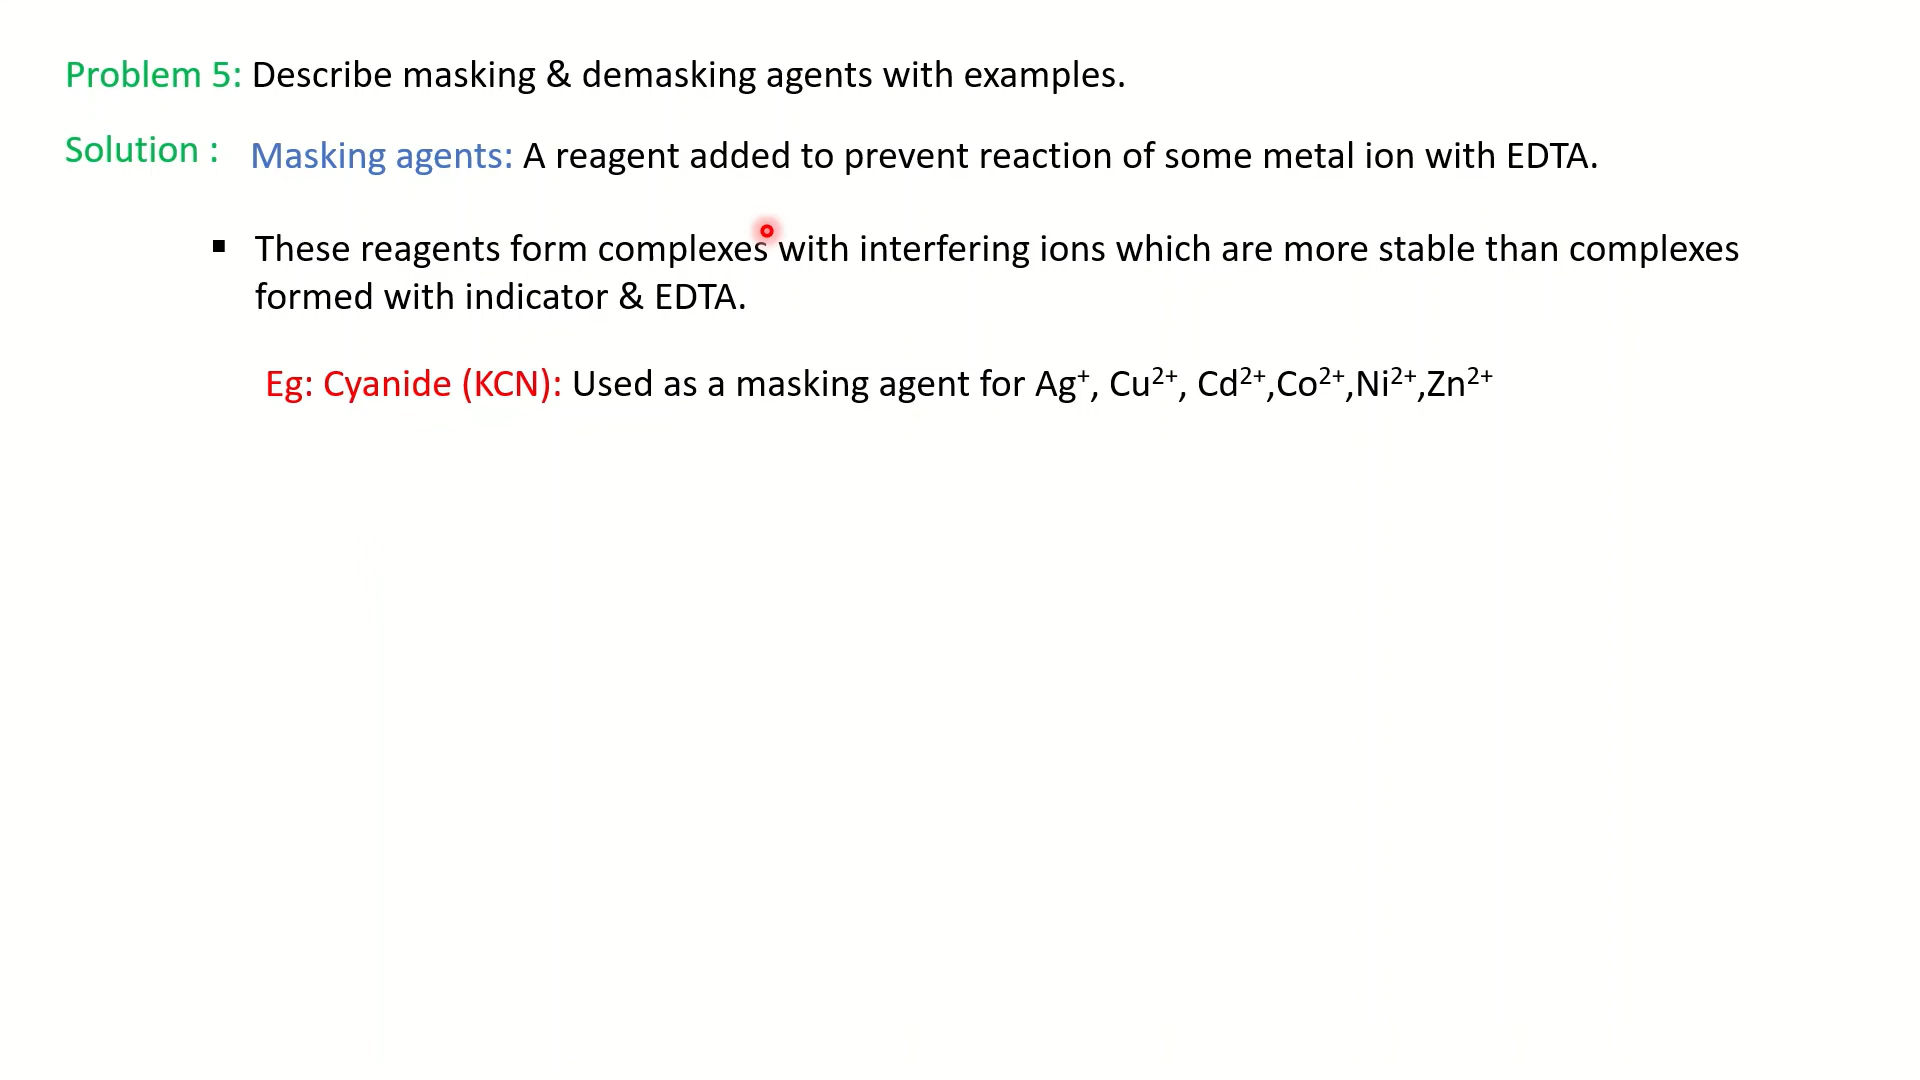 Problem 5: Describe masking & demasking agents with examples.
Solution : Masking agents: A reagent added to prevent reaction of some metal ion with EDTA.
▪ These reagents form complexes with interfering ions which are more stable than complexes
formed with indicator & EDTA.
Eg: Cyanide (KCN): Used as a masking agent for Ag⁺, Cu²⁺, Cd²⁺,Co²⁺,Ni²⁺,Zn²⁺